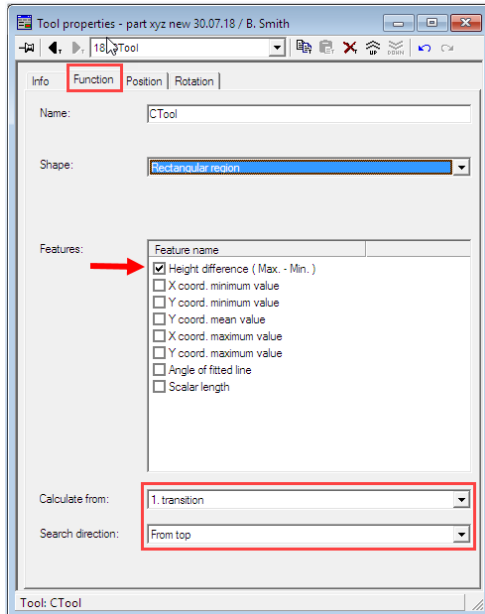 Tool properties - part xyz new 30.07.18 / B. Smith
18. Tool
UP DOWN
Info Function Position Rotation
Name: CTool
Shape: Rectangular region
Features: Feature name
Height difference ( Max. - Min. )
X coord. minimum value
Y coord. minimum value
Y coord. mean value
X coord. maximum value
Y coord. maximum value
Angle of fitted line
Scalar length
Calculate from: 1. transition
Search direction: From top
Tool: CTool